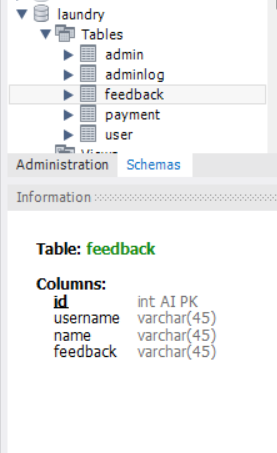 laundry
Tables
admin
adminlog
feedback
payment
user
Views
Administration Schemas
Information
Table: feedback
Columns:
id int AI PK
username varchar(45)
name varchar(45)
feedback varchar(45)